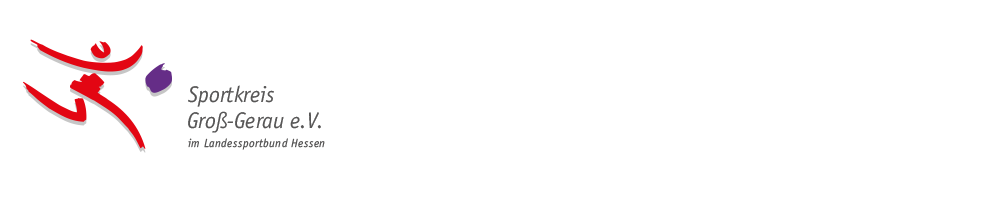 Sportkreis
Groß-Gerau e.V.
im Landessportbund Hessen